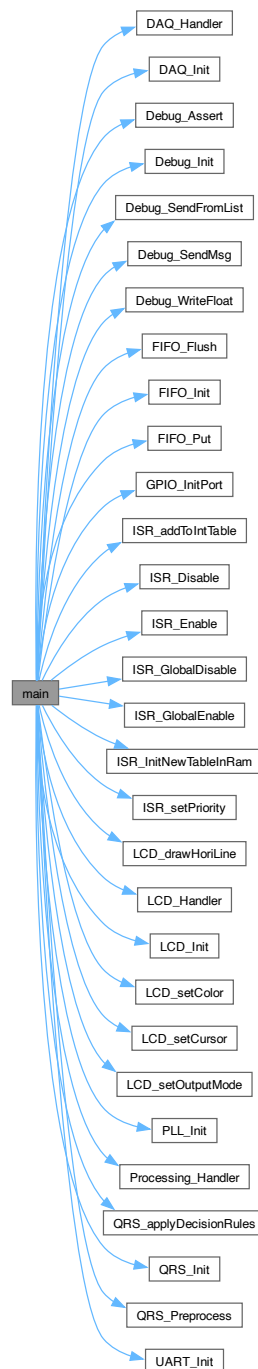 DAQ_Handler
DAQ_Init
Debug_Assert
Debug_Init
Debug_SendFromList
Debug_SendMsg
Debug_WriteFloat
FIFO_Flush
FIFO_Init
FIFO_Put
GPIO_InitPort
ISR_addToIntTable
ISR_Disable
ISR_Enable
ISR_GlobalDisable
main
ISR_GlobalEnable
ISR_InitNewTableInRam
ISR_setPriority
LCD_drawHoriLine
LCD_Handler
LCD_Init
LCD_setColor
LCD_setCursor
LCD_setOutputMode
PLL_Init
Processing_Handler
QRS_applyDecisionRules
QRS_Init
QRS_Preprocess
UART_Init